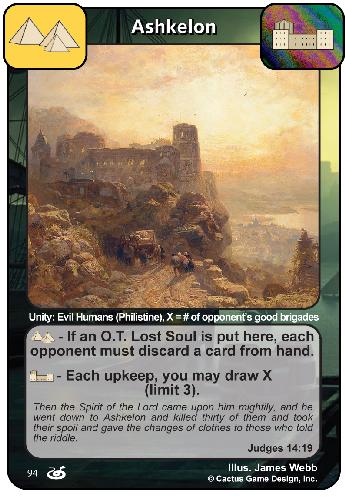 Ashkelon
Unity: Evil Humans (Philistine), X = # of opponent's good brigades
- If an O.T. Lost Soul is put here, each
opponent must discard a card from hand.
- Each upkeep, you may draw X
(limit 3).
Then the Spirit of the Lord came upon him mightily, and he
went down to Ashkelon and killed thirty of them and took
their spoil and gave the changes of clothes to those who told
the riddle.
Judges 14:19
94
Illus. James Webb
© Cactus Game Design, Inc.